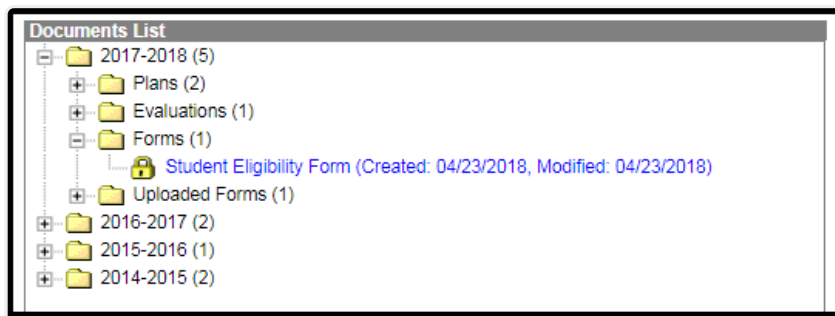 Documents List
2017-2018 (5)
Plans (2)
Evaluations (1)
Forms (1)
Student Eligibility Form (Created: 04/23/2018, Modified: 04/23/2018)
Uploaded Forms (1)
2016-2017 (2)
2015-2016 (1)
2014-2015 (2)